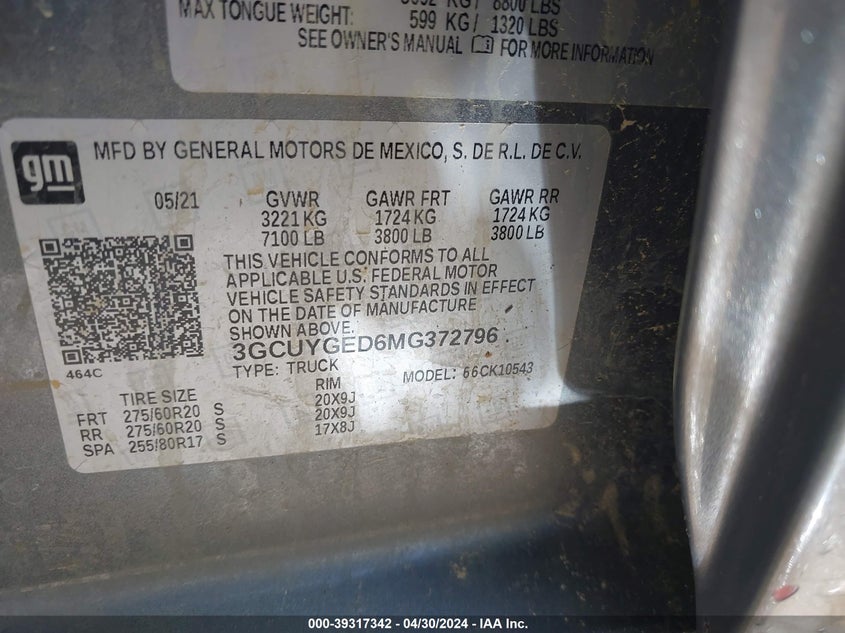 KG / 8800 LBS
MAX TONGUE WEIGHT: 599 KG / 1320 LBS
SEE OWNER'S MANUAL FOR MORE INFORMATION
gm
MFD BY GENERAL MOTORS DE MEXICO, S. DE R.L. DE C.V.
05/21 GVWR GAWR FRT GAWR RR
3221 KG 1724 KG 1724 KG
7100 LB 3800 LB 3800 LB
THIS VEHICLE CONFORMS TO ALL
APPLICABLE U.S. FEDERAL MOTOR
VEHICLE SAFETY STANDARDS IN EFFECT
ON THE DATE OF MANUFACTURE
SHOWN ABOVE.
3GCUYGED6MG372796
464C
TYPE: TRUCK MODEL: 66CK10543
TIRE SIZE RIM
FRT 275/60R20 S 20X9J
RR 275/60R20 S 20X9J
SPA 255/80R17 S 17X8J
000-39317342 / 04/30/2024 - IAA Inc.